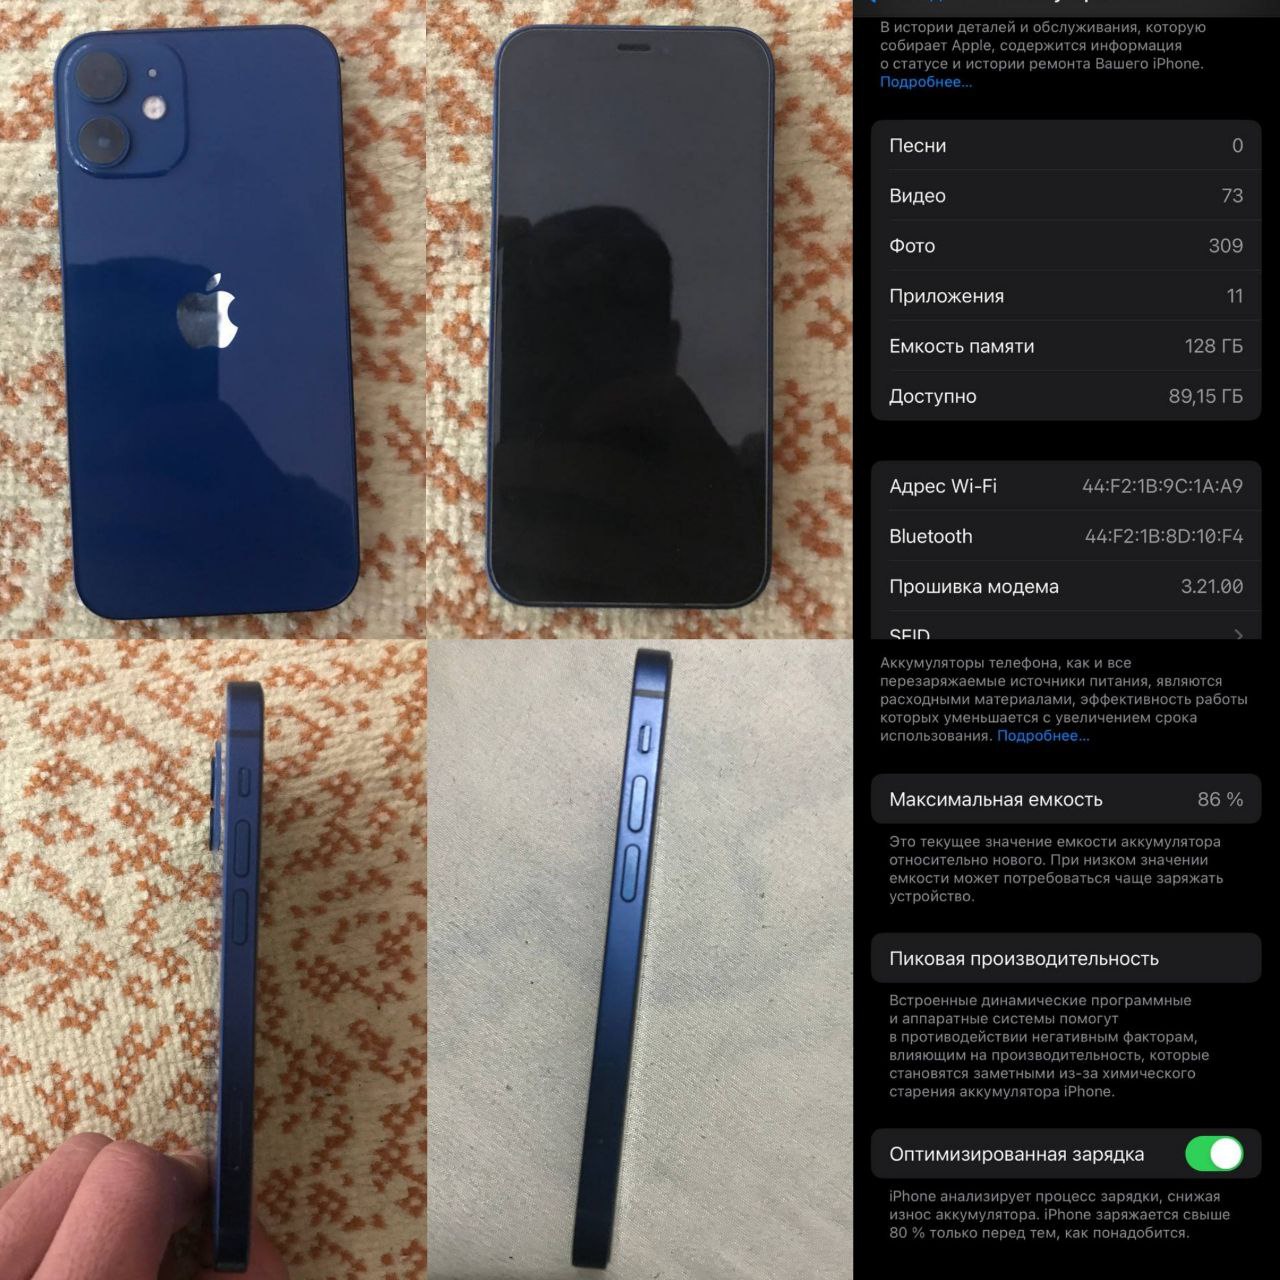 В истории деталей и обслуживания, которую
собирает Apple, содержится информация
о статусе и истории ремонта Вашего iPhone.
Подробнее...
Песни 0
Видео 73
Фото 309
Приложения 11
Емкость памяти 128 ГБ
Доступно 89,15 ГБ
Адрес Wi-Fi 44:F2:1B:9C:1A:A9
Bluetooth 44:F2:1B:8D:10:F4
Прошивка модема 3.21.00
SEID
Аккумуляторы телефона, как и все
перезаряжаемые источники питания, являются
расходными материалами, эффективность работы
которых уменьшается с увеличением срока
использования. Подробнее...
Максимальная емкость 86 %
Это текущее значение емкости аккумулятора
относительно нового. При низком значении
емкости может потребоваться чаще заряжать
устройство.
Пиковая производительность
Встроенные динамические программные
и аппаратные системы помогут
в противодействии негативным факторам,
влияющим на производительность, которые
становятся заметными из-за химического
старения аккумулятора iPhone.
Оптимизированная зарядка
iPhone анализирует процесс зарядки, снижая
износ аккумулятора. iPhone заряжается свыше
80 % только перед тем, как понадобится.